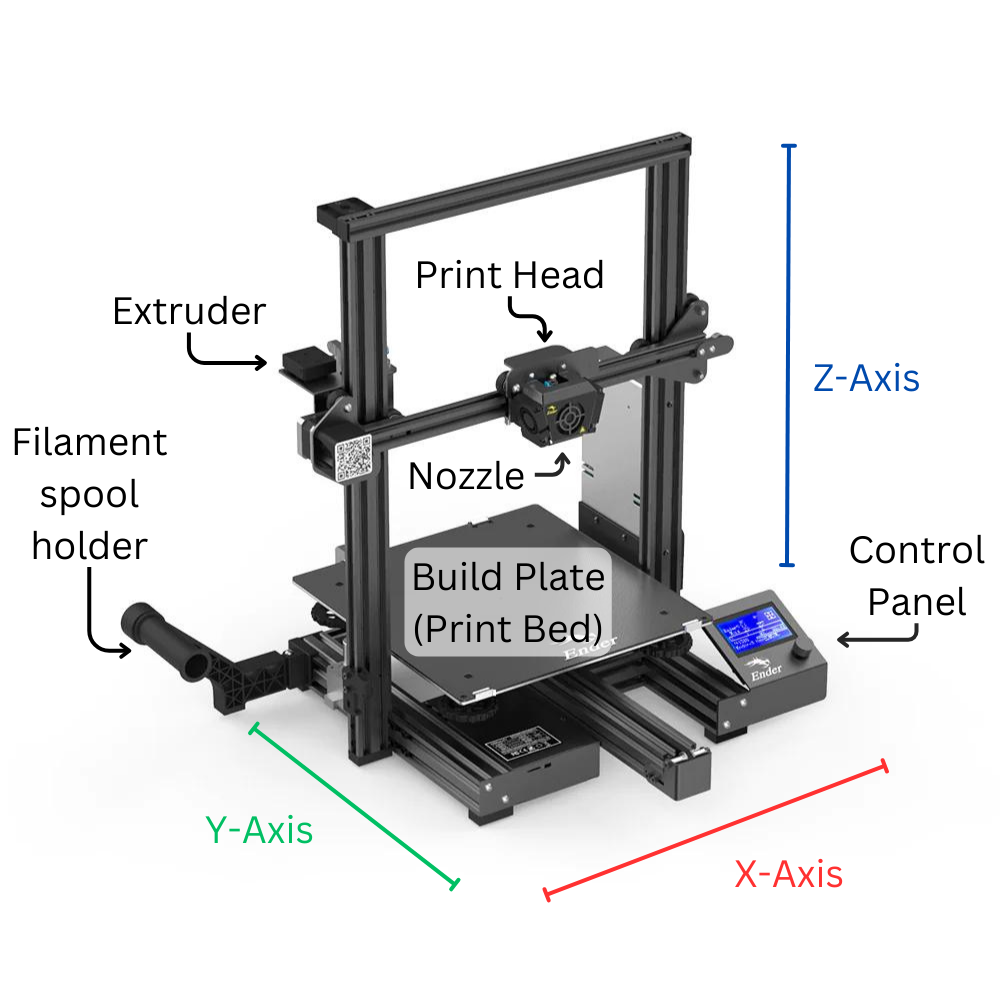 Print Head
Extruder
Z-Axis
Filament
spool
holder
Nozzle
Control
Panel
Build Plate
(Print Bed)
Ender
Ender
Y-Axis
X-Axis